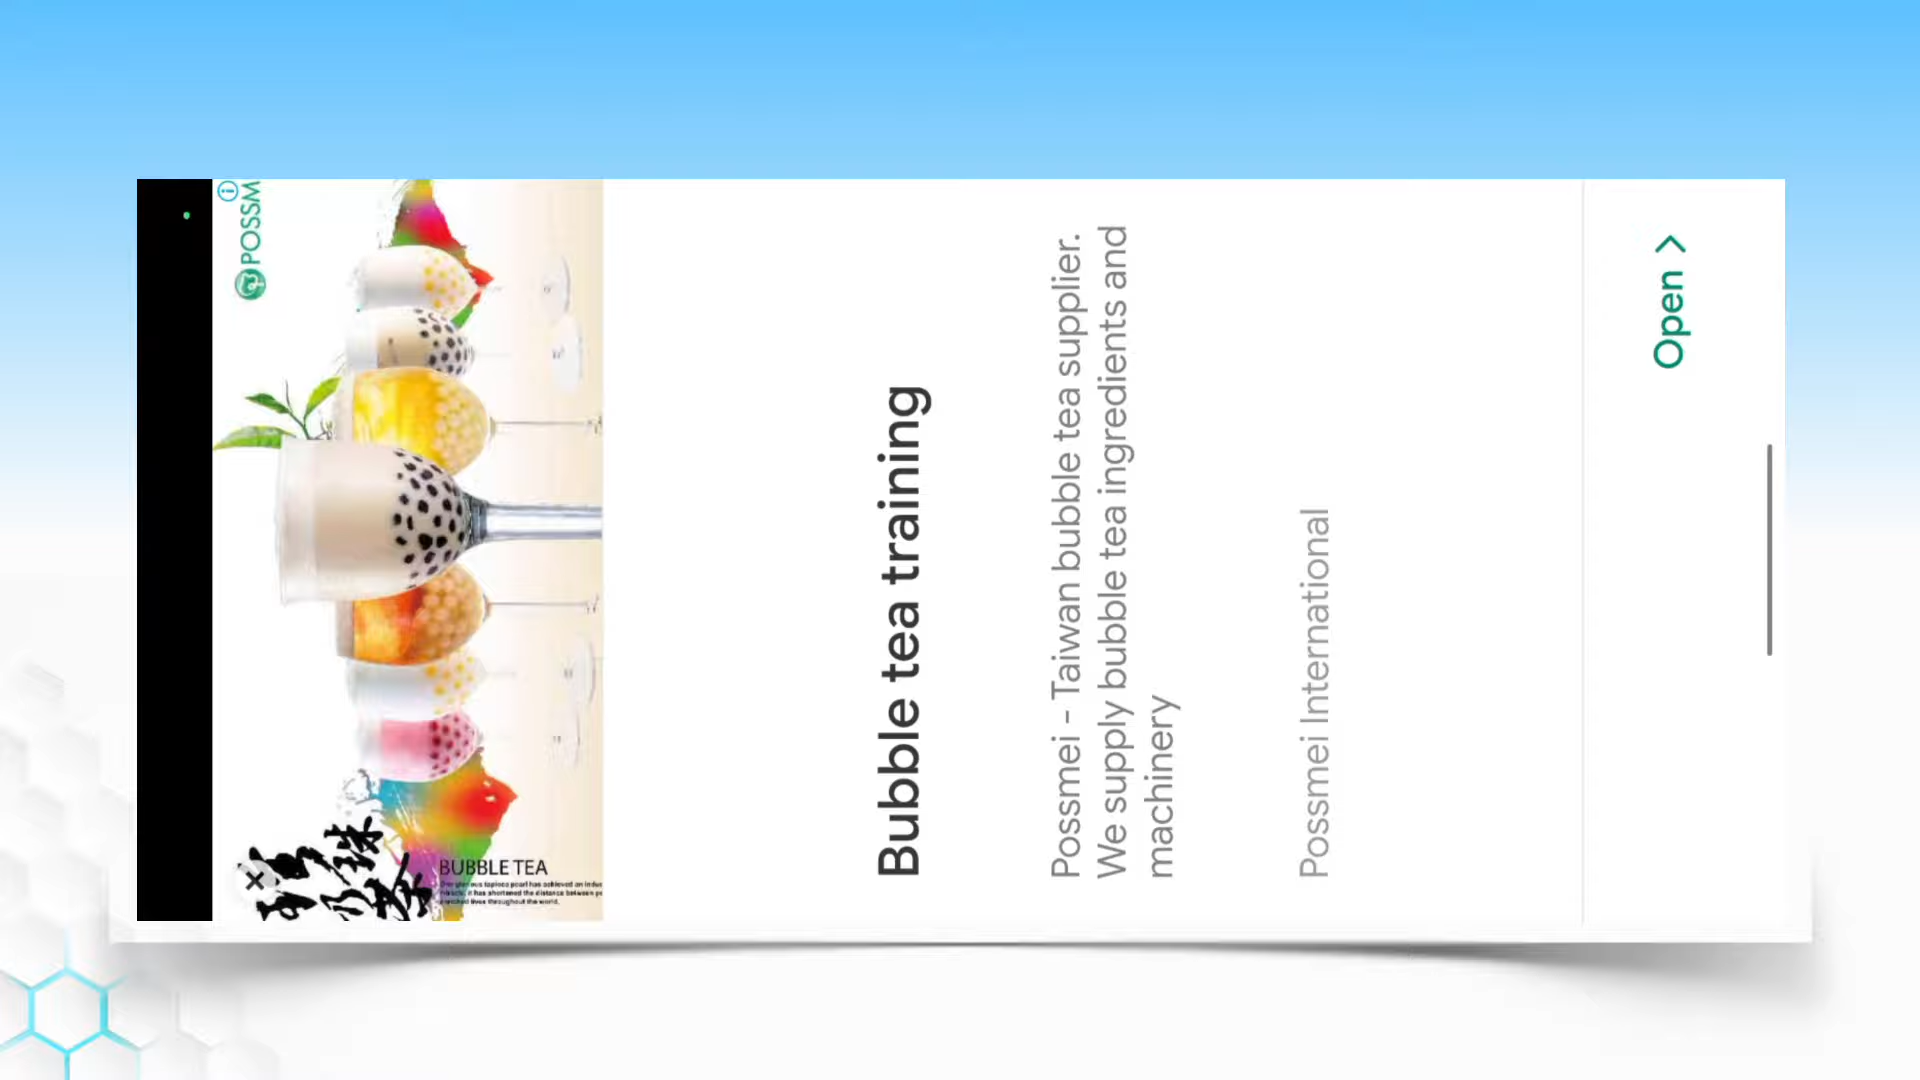 POSSM
BUBBLE TEA
Bubble tea training
Possmei - Taiwan bubble tea supplier.
We supply bubble tea ingredients and
machinery
Possmei International
Open >